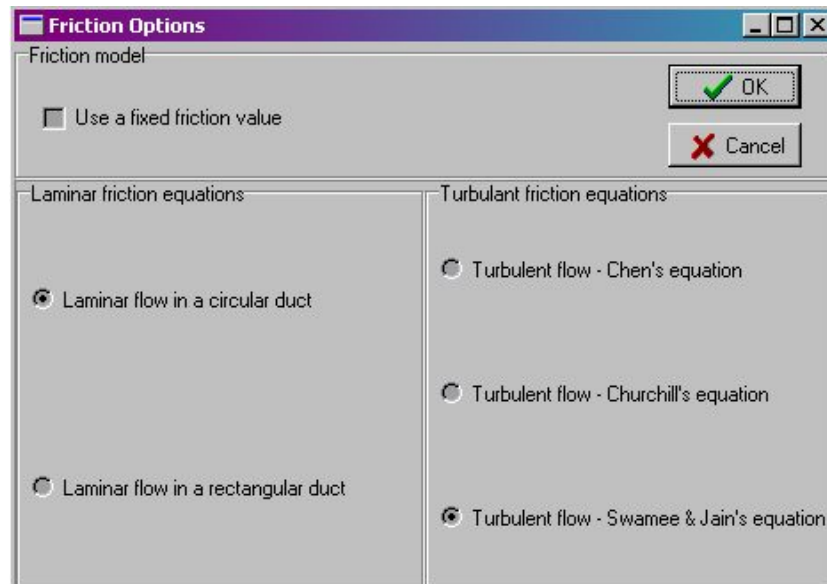 Friction Options
Friction model
Use a fixed friction value
OK
Cancel
Laminar friction equations
Laminar flow in a circular duct
Laminar flow in a rectangular duct
Turbulant friction equations
Turbulent flow - Chen's equation
Turbulent flow - Churchill's equation
Turbulent flow - Swamee & Jain's equation